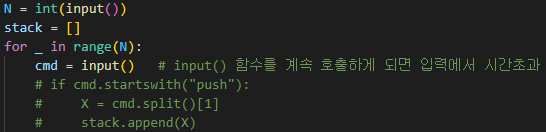 N = int(input())
stack = []
for _ in range(N):
    cmd = input()   # input() 함수를 계속 호출하게 되면 입력에서 시간초과
    # if cmd.startswith("push"):
    #     X = cmd.split()[1]
    #     stack.append(X)